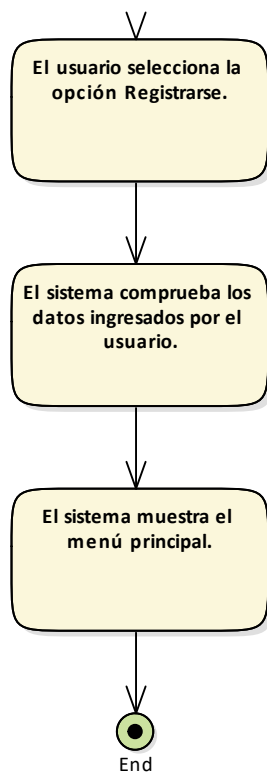 El usuario selecciona la
opción Registrarse.
El sistema comprueba los
datos ingresados por el
usuario.
El sistema muestra el
menú principal.
End